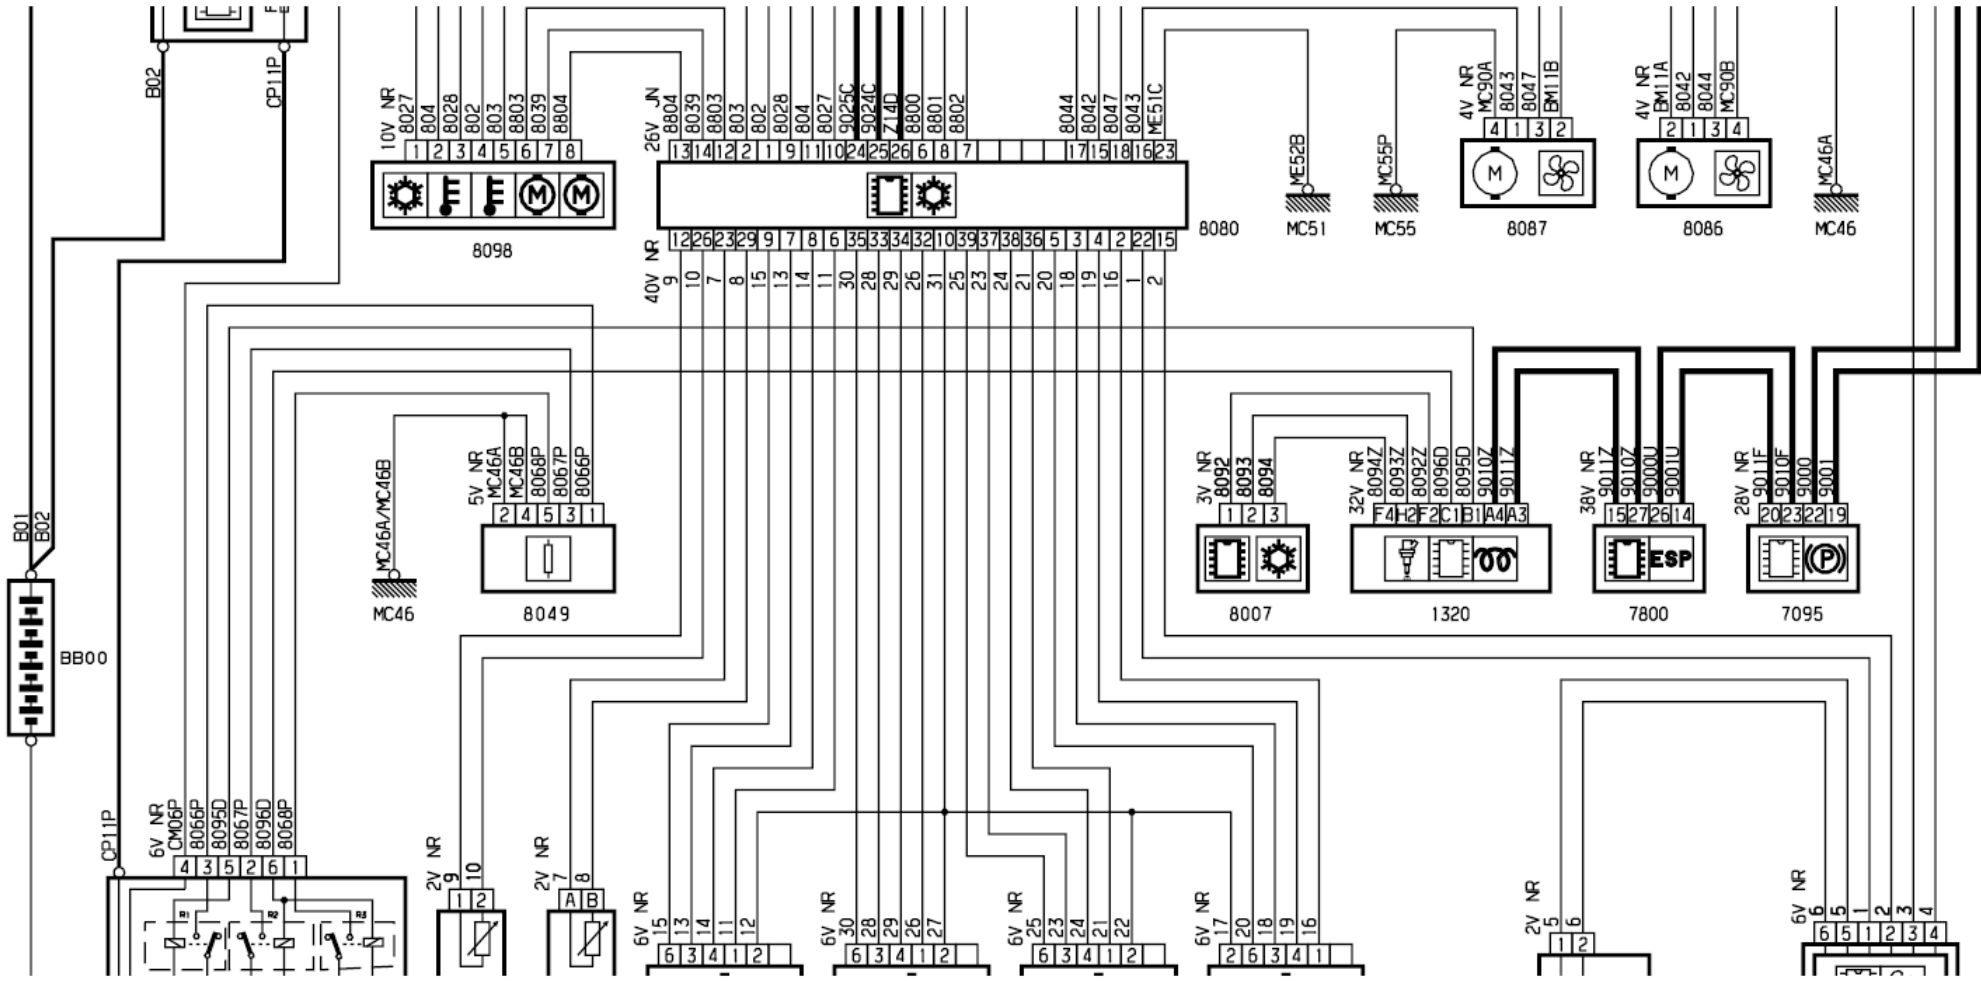 B02
CP11P
10V NR
8027
804
8028
802
803
8803
8039
8804
1 2 3 4 5 6 7 8
M M
8098
26V JN
8804
8039
8803
803
802
8028
804
8027
9025C
9024C
Z14D
8800
8801
8802
8044
8042
8047
8043
ME51C
13 14 12 2 1 9 11 10 24 25 26 6 8 7 17 15 18 16 23
8080
12 26 23 29 9 7 8 6 35 33 34 32 10 39 37 38 36 5 3 4 2 22 15
40V NR
9
10
7
8
15
13
14
11
30
28
29
26
31
25
23
24
21
20
18
19
16
1
2
ME52B
MC51
MC55P
MC55
4V NR
MC90A
8043
8047
BM11B
4 1 3 2
M
8087
4V NR
BM11A
8042
8044
MC90B
2 1 3 4
M
8086
MC46A
MC46
MC46A/MC46B
MC46
5V NR
MC46A
MC46B
8068P
8067P
8066P
2 4 5 3 1
8049
3V NR
8092
8093
8094
1 2 3
8007
32V NR
8094Z
8093Z
8092Z
8096D
8095D
9010Z
9011Z
F4 H2 F2 C1 B1 A4 A3
1320
38V NR
9011Z
9010Z
9000U
9001U
15 27 26 14
ESP
7800
28V NR
9011F
9010F
9000
9001
20 23 22 19
P
7095
B01
B02
BB00
CP11P
6V NR
CM06P
8066P
8095D
8067P
8096D
8068P
4 3 5 2 6 1
R1 R2 R3
2V NR
9
10
1 2
2V NR
7
8
A B
6V NR
15
13
14
11
12
6 3 4 1 2
6V NR
30
28
29
26
27
6 3 4 1 2
6V NR
25
23
24
21
22
6 3 4 1 2
6V NR
17
20
18
19
16
2 6 3 4 1
2V NR
5
6
1 2
6V NR
6
5
1
2
3
4
6 5 1 2 3 4